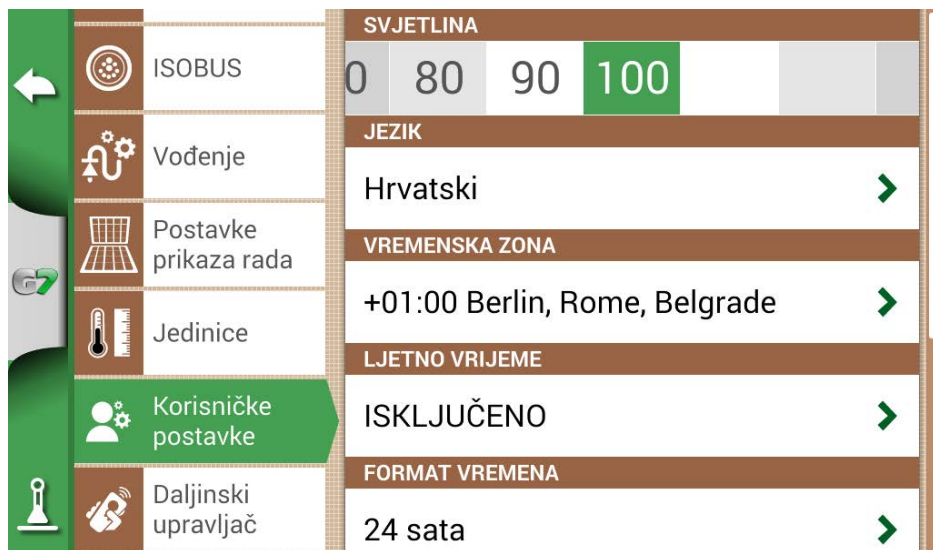 ISOBUS
Vođenje
Postavke
prikaza rada
Jedinice
Korisničke
postavke
Daljinski
upravljač
G7
SVJETLINA
0 80 90 100
JEZIK
Hrvatski
VREMENSKA ZONA
+01:00 Berlin, Rome, Belgrade
LJETNO VRIJEME
ISKLJUČENO
FORMAT VREMENA
24 sata